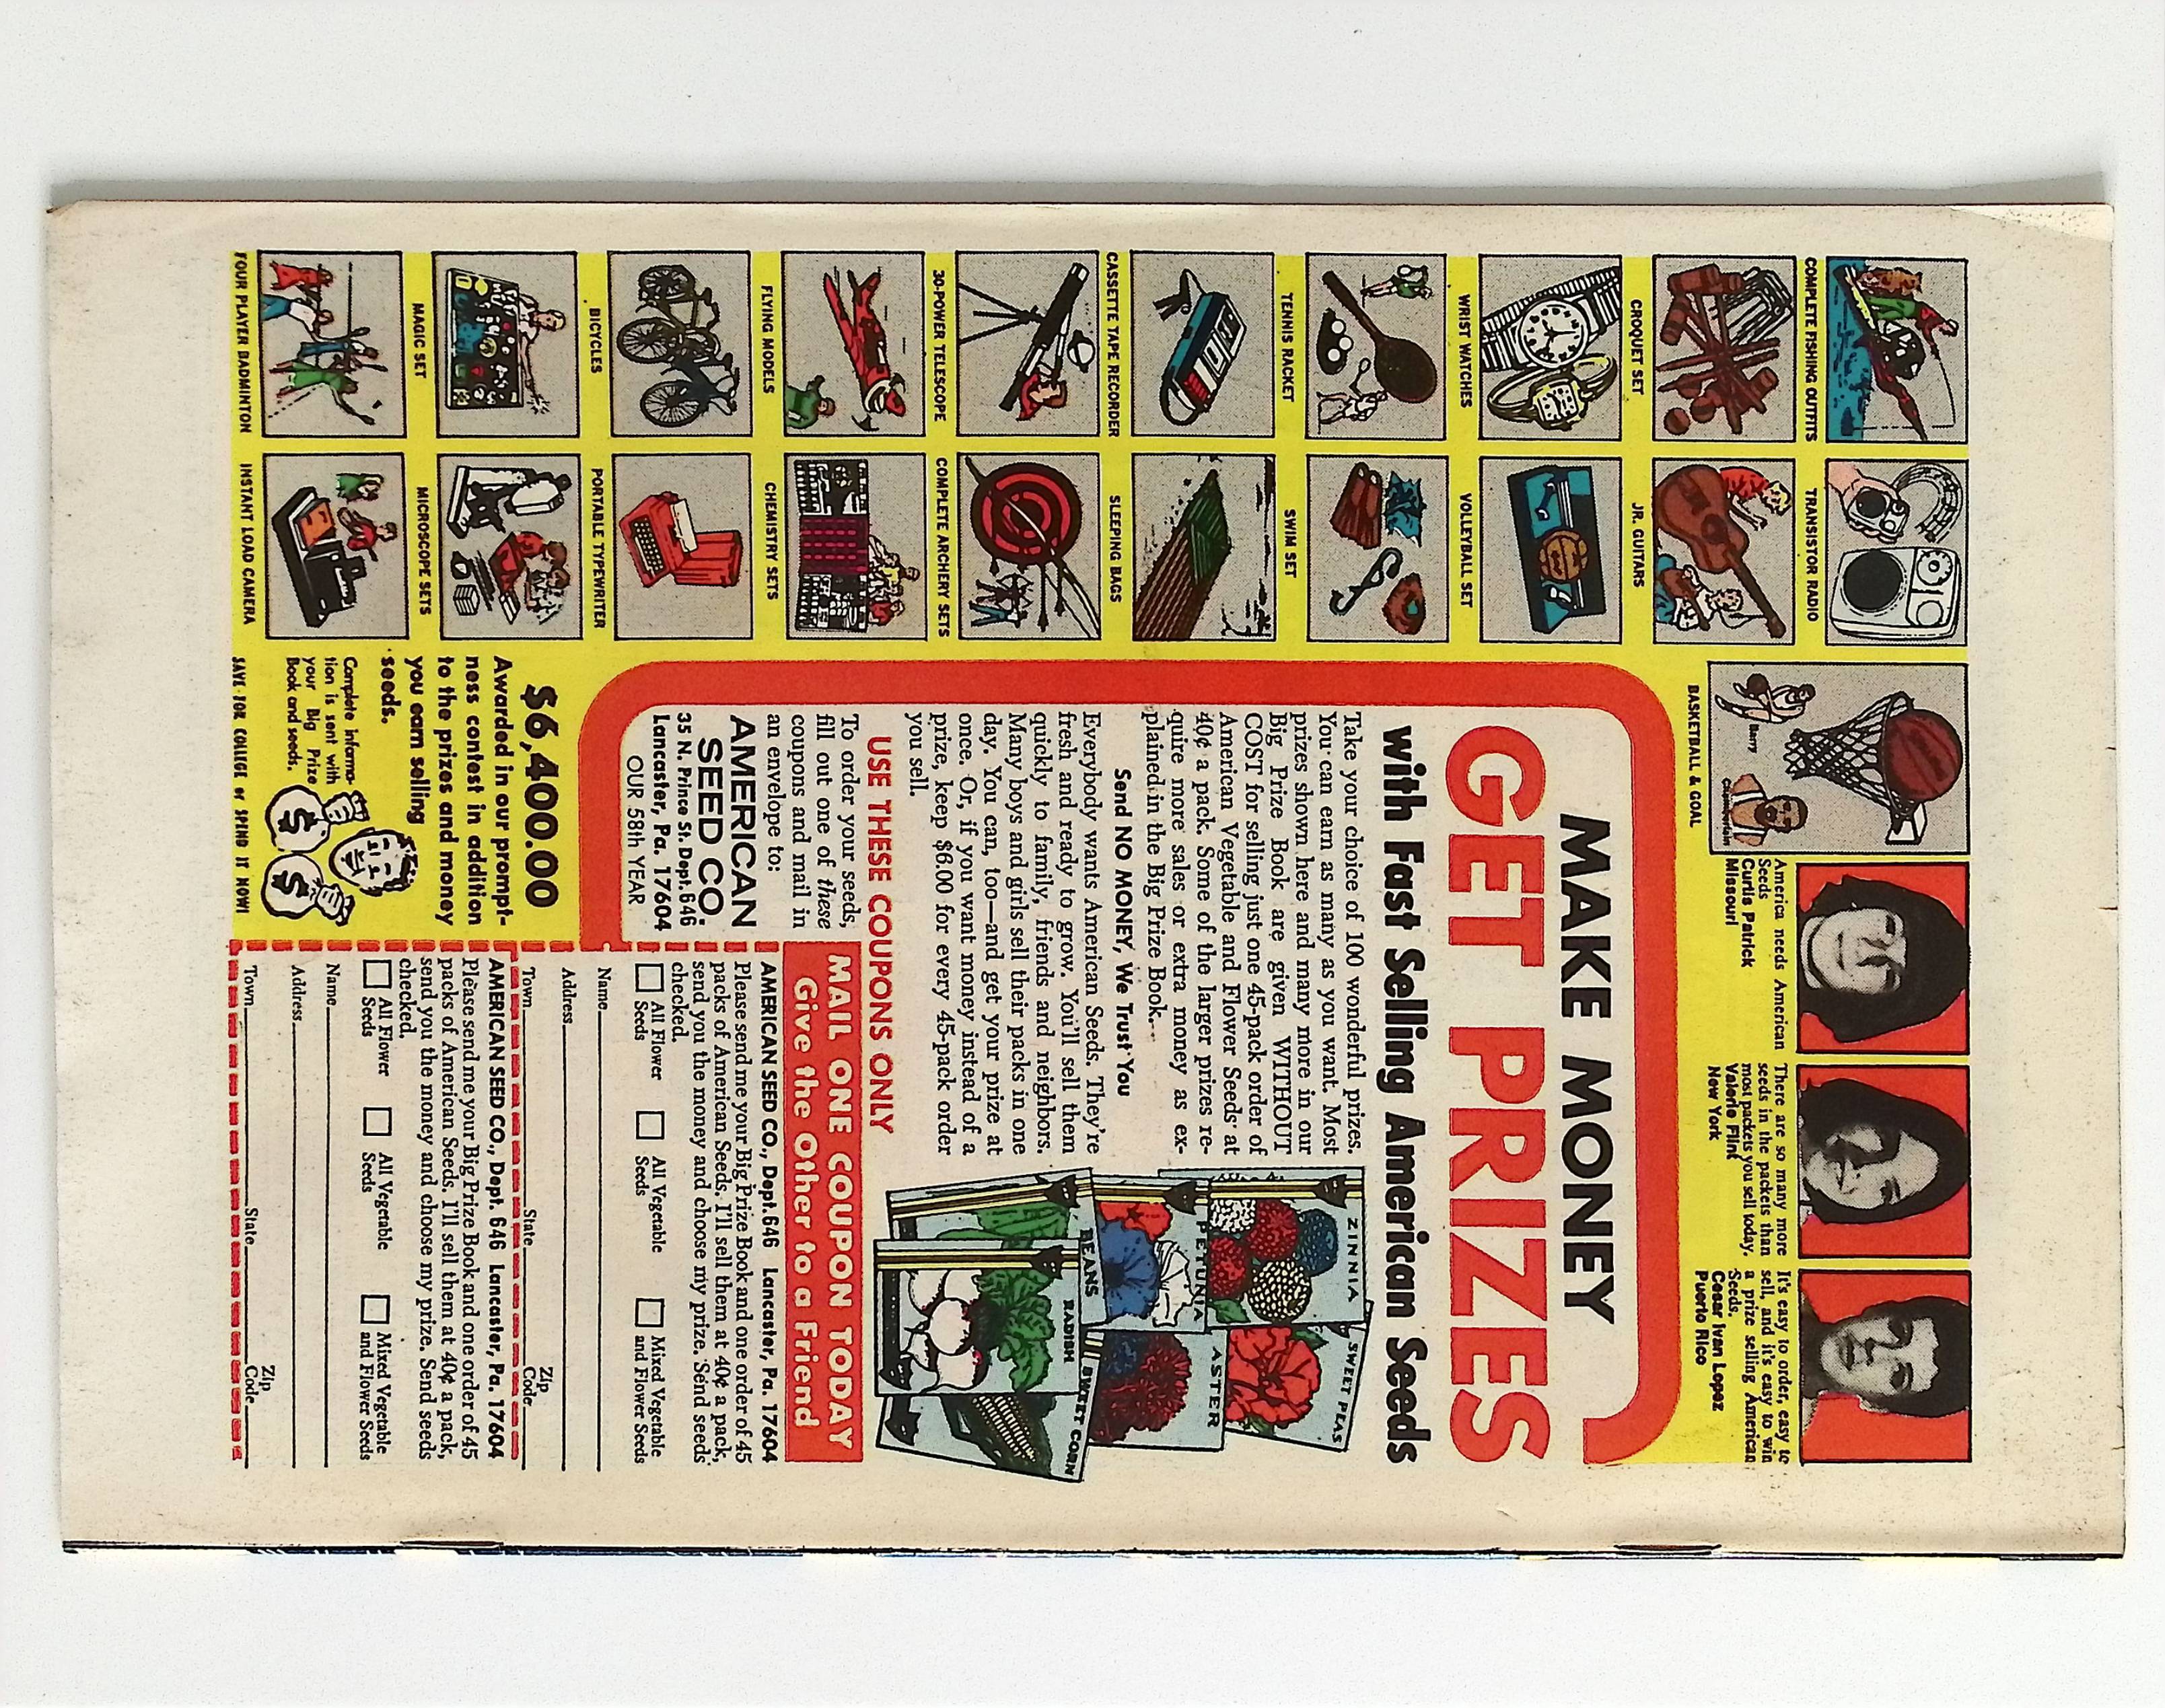 COMPLETE FISHING OUTFITS
TRANSISTOR RADIO
CROQUET SET
JR. GUITARS
WRIST WATCHES
VOLLEYBALL SET
TENNIS RACKET
SWIM SET
CASSETTE TAPE RECORDER
SLEEPING BAGS
30-POWER TELESCOPE
COMPLETE ARCHERY SETS
FLYING MODELS
CHEMISTRY SETS
BICYCLES
PORTABLE TYPEWRITER
MAGIC SET
MICROSCOPE SETS
FOUR PLAYER BADMINTON
INSTANT LOAD CAMERA
Barry
Chamberlain
BASKETBALL & GOAL
America needs American
Seeds
Curtis Patrick
Missouri
There are so many more
seeds in the packets than
most packets you sell today.
Valerie Flint
New York
It's easy to order, easy to
sell, and it's easy to win
a prize selling American
Seeds.
Cesar Ivan Lopez
Puerto Rico
MAKE MONEY
GET PRIZES
with Fast Selling American Seeds
Take your choice of 100 wonderful prizes.
You can earn as many as you want. Most
prizes shown here and many more in our
Big Prize Book are given WITHOUT
COST for selling just one 45-pack order of
American Vegetable and Flower Seeds at
40¢ a pack. Some of the larger prizes re-
quire more sales or extra money as ex-
plained in the Big Prize Book.
Send NO MONEY, We Trust You
Everybody wants American Seeds. They're
fresh and ready to grow. You'll sell them
quickly to family, friends and neighbors.
Many boys and girls sell their packs in one
day. You can, too—and get your prize at
once. Or, if you want money instead of a
prize, keep $6.00 for every 45-pack order
you sell.
ZINNIA
SWEET PEAS
PETUNIA
ASTER
BEANS
RADISH
SWEET CORN
USE THESE COUPONS ONLY
To order your seeds,
fill out one of these
coupons and mail in
an envelope to:
AMERICAN
SEED CO.
35 N. Prince St. Dept. 646
Lancaster, Pa. 17604
OUR 58th YEAR
$6,400.00
Awarded in our prompt-
ness contest in addition
to the prizes and money
you earn selling
seeds.
Complete informa-
tion is sent with
your Big Prize
Book and seeds.
$
$
SAVE FOR COLLEGE or SPEND IT NOW!
MAIL ONE COUPON TODAY
Give the Other to a Friend
AMERICAN SEED CO., Dept. 646 Lancaster, Pa. 17604
Please send me your Big Prize Book and one order of 45
packs of American Seeds. I'll sell them at 40¢ a pack,
send you the money and choose my prize. Send seeds
checked.
All Flower Seeds
All Vegetable Seeds
Mixed Vegetable and Flower Seeds
Name
Address
Town State Zip Code
AMERICAN SEED CO., Dept. 646 Lancaster, Pa. 17604
Please send me your Big Prize Book and one order of 45
packs of American Seeds. I'll sell them at 40¢ a pack,
send you the money and choose my prize. Send seeds
checked.
All Flower Seeds
All Vegetable Seeds
Mixed Vegetable and Flower Seeds
Name
Address
Town State Zip Code